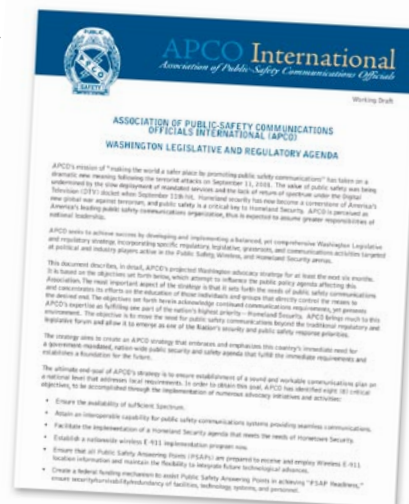 PUBLIC
APCO
SAFETY
APCO International
Association of Public-Safety Communications Officials
Working Draft
ASSOCIATION OF PUBLIC-SAFETY COMMUNICATIONS
OFFICIALS INTERNATIONAL (APCO)
WASHINGTON LEGISLATIVE AND REGULATORY AGENDA
APCO's mission of "making the world a safer place by promoting public safety communications" has taken on a
dramatic new meaning following the terrorist attacks on September 11, 2001. The value of public safety was being
undermined by the slow deployment of mandated services and the lack of return of spectrum under the Digital
Television (DTV) docket when September 11th hit. Homeland security has now become a cornerstone of America's
new global war against terrorism, and public safety is a critical key to Homeland Security. APCO is perceived as
America's leading public safety communications organization, thus is expected to assume greater responsibilities of
national leadership.
APCO seeks to achieve success by developing and implementing a balanced, yet comprehensive Washington Legislative
and regulatory strategy, incorporating specific regulatory, legislative, grassroots, and communications activities targeted
at political and industry players active in the Public Safety, Wireless, and Homeland Security arenas.
This document describes, in detail, APCO's projected Washington advocacy strategy for at least the next six months.
It is based on the objectives set forth below, which attempt to influence the public policy agenda affecting this
Association. The most important aspect of the strategy is that it sets forth the needs of public safety communications
and concentrates its efforts on the education of those individuals and groups that directly control the means to
the desired end. The objectives set forth herein acknowledge continued communications requirements, yet presents
APCO's expertise as fulfilling one part of the nation's highest priority - Homeland Security. APCO brings much to this
environment. The objective is to move the need for public safety communications beyond the traditional regulatory and
legislative forum and allow it to emerge as one of the Nation's security and public safety response priorities.
The strategy aims to create an APCO strategy that embraces and emphasizes this country's immediate need for
a government mandated, nation-wide public security and safety agenda that fulfill the immediate requirements and
establishes a foundation for the future.
The ultimate end-goal of APCO's strategy is to ensure establishment of a sound and workable communications plan on
a national level that addresses local requirements. In order to obtain this goal, APCO has identified eight (8) critical
objectives, to be accomplished through the implementation of numerous advocacy initiatives and activities:
• Ensure the availability of sufficient Spectrum.
• Attain an interoperable capability for public safety communications systems providing seamless communications.
• Facilitate the implementation of a Homeland Security agenda that meets the needs of Hometown Security.
• Establish a nationwide wireless E-911 implementation program now.
• Ensure that all Public Safety Answering Points (PSAPs) are prepared to receive and employ Wireless E-911
location information and maintain the flexibility to integrate future technological advances.
• Create a federal funding mechanism to assist Public Safety Answering Points in achieving "PSAP Readiness,"
ensure security/survivability/redundancy of facilities, technology, systems, and personnel.